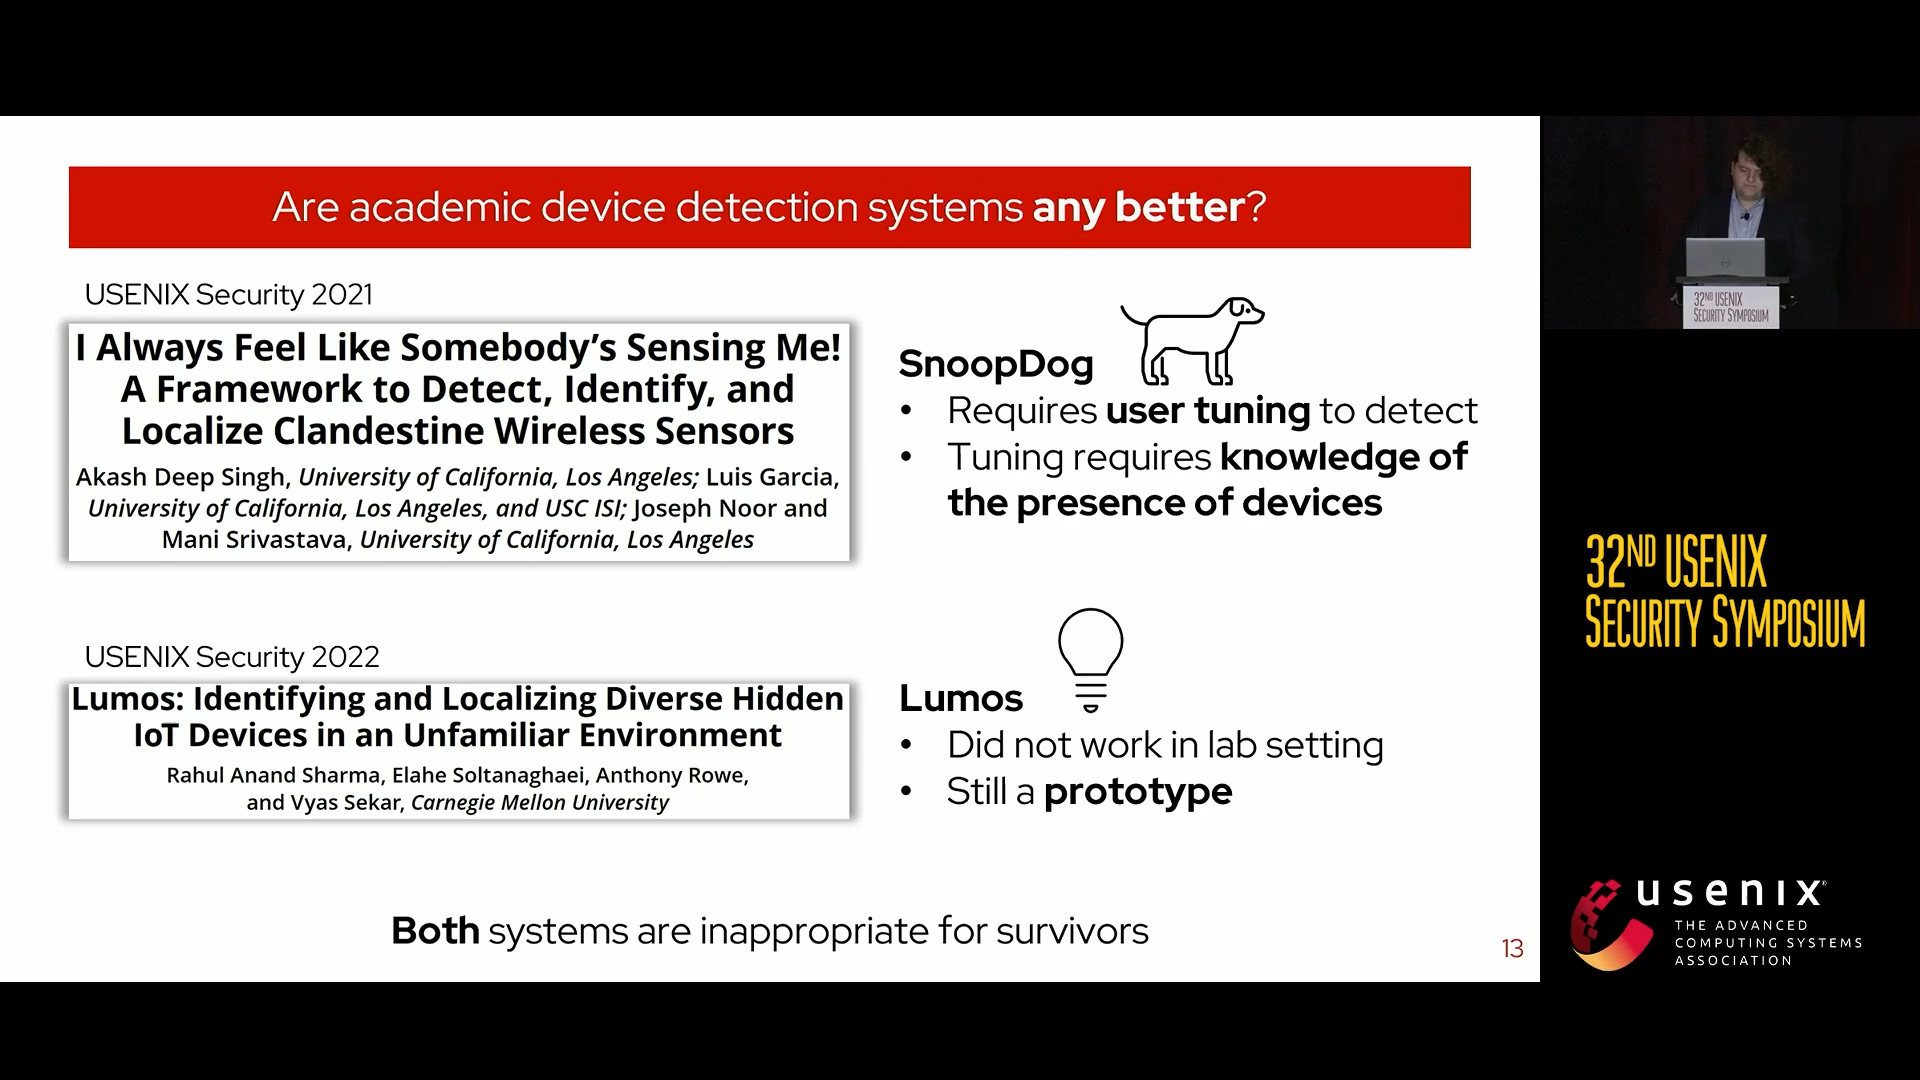 Are academic device detection systems any better?
USENIX Security 2021
I Always Feel Like Somebody’s Sensing Me!
A Framework to Detect, Identify, and
Localize Clandestine Wireless Sensors
Akash Deep Singh, University of California, Los Angeles; Luis Garcia,
University of California, Los Angeles, and USC ISI; Joseph Noor and
Mani Srivastava, University of California, Los Angeles
SnoopDog
• Requires user tuning to detect
• Tuning requires knowledge of
the presence of devices
USENIX Security 2022
Lumos: Identifying and Localizing Diverse Hidden
IoT Devices in an Unfamiliar Environment
Rahul Anand Sharma, Elahe Soltanaghaei, Anthony Rowe,
and Vyas Sekar, Carnegie Mellon University
Lumos
• Did not work in lab setting
• Still a prototype
Both systems are inappropriate for survivors
13
32ND USENIX
SECURITY SYMPOSIUM
32ND USENIX
SECURITY SYMPOSIUM
usenix®
THE ADVANCED
COMPUTING SYSTEMS
ASSOCIATION